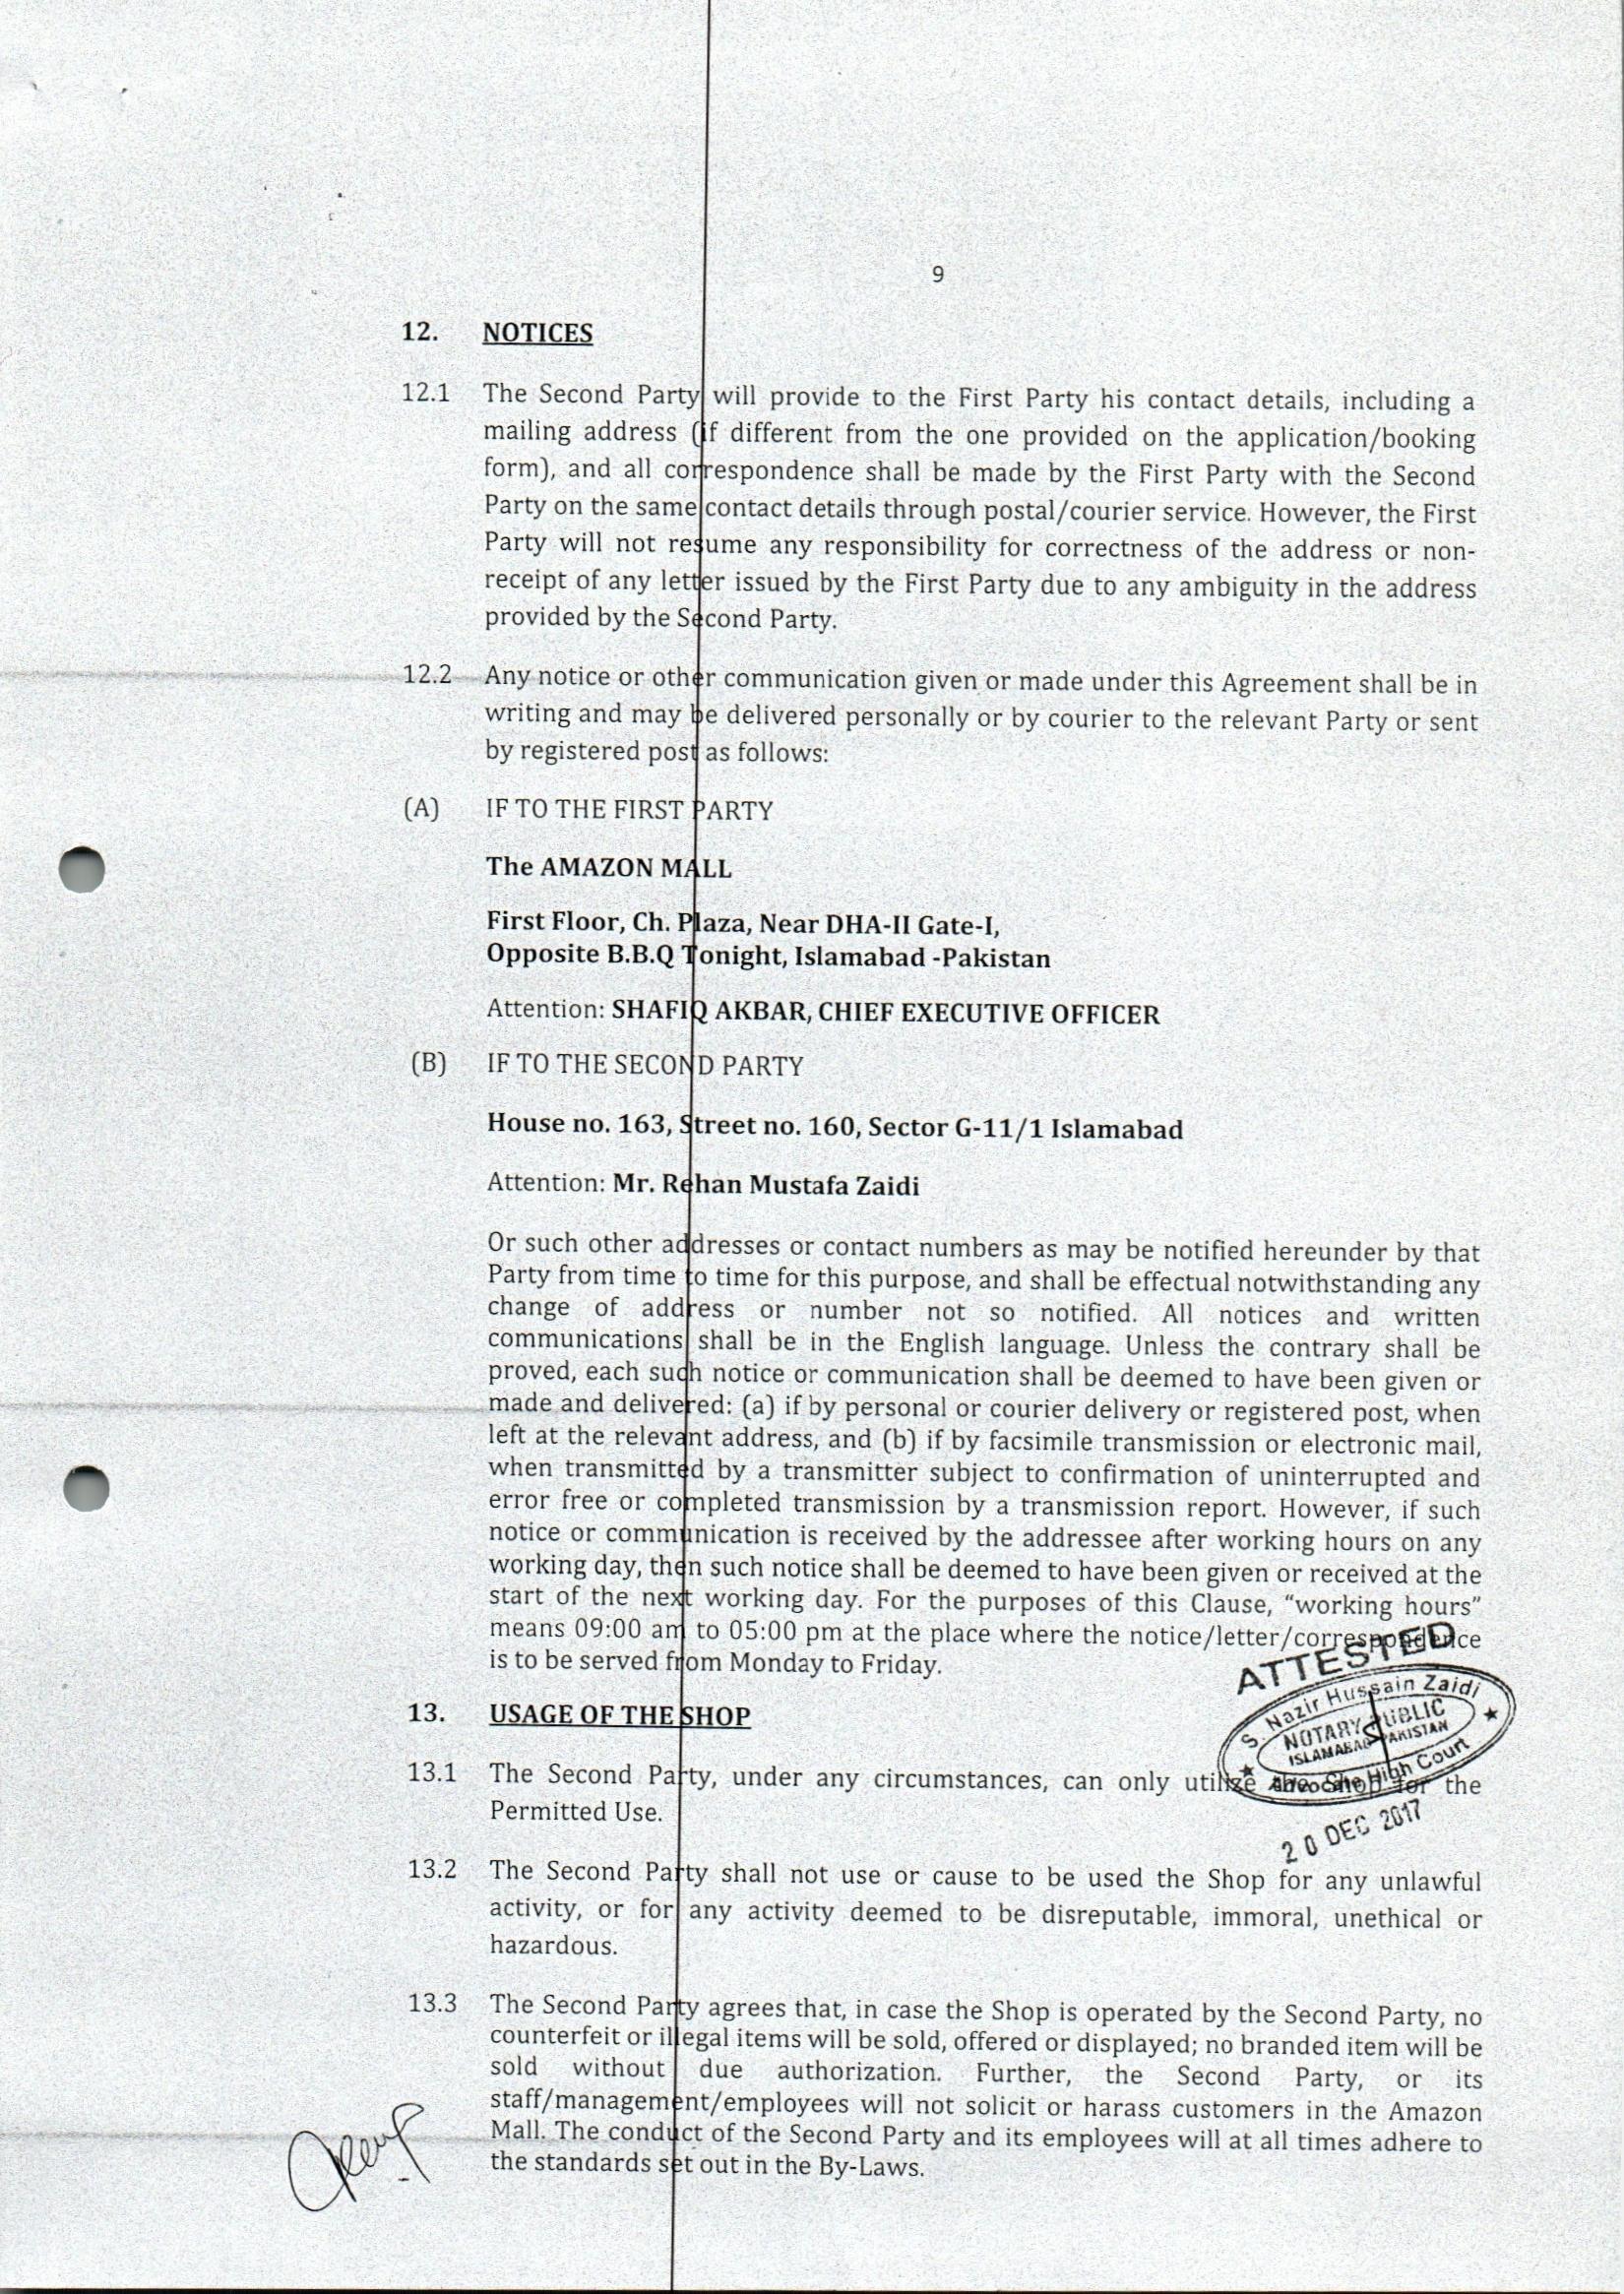 9
12. NOTICES
12.1 The Second Party will provide to the First Party his contact details, including a
mailing address (if different from the one provided on the application/booking
form), and all correspondence shall be made by the First Party with the Second
Party on the same contact details through postal/courier service. However, the First
Party will not resume any responsibility for correctness of the address or non-
receipt of any letter issued by the First Party due to any ambiguity in the address
provided by the Second Party.
12.2 Any notice or other communication given or made under this Agreement shall be in
writing and may be delivered personally or by courier to the relevant Party or sent
by registered post as follows:
(A) IF TO THE FIRST PARTY
The AMAZON MALL
First Floor, Ch. Plaza, Near DHA-II Gate-I,
Opposite B.B.Q Tonight, Islamabad -Pakistan
Attention: SHAFIQ AKBAR, CHIEF EXECUTIVE OFFICER
(B) IF TO THE SECOND PARTY
House no. 163, Street no. 160, Sector G-11/1 Islamabad
Attention: Mr. Rehan Mustafa Zaidi
Or such other addresses or contact numbers as may be notified hereunder by that
Party from time to time for this purpose, and shall be effectual notwithstanding any
change of address or number not so notified. All notices and written
communications shall be in the English language. Unless the contrary shall be
proved, each such notice or communication shall be deemed to have been given or
made and delivered: (a) if by personal or courier delivery or registered post, when
left at the relevant address, and (b) if by facsimile transmission or electronic mail,
when transmitted by a transmitter subject to confirmation of uninterrupted and
error free or completed transmission by a transmission report. However, if such
notice or communication is received by the addressee after working hours on any
working day, then such notice shall be deemed to have been given or received at the
start of the next working day. For the purposes of this Clause, “working hours”
means 09:00 am to 05:00 pm at the place where the notice/letter/correspondence
is to be served from Monday to Friday.
ATTESTED
S. Nazir Hussain Zaidi
NOTARY PUBLIC
ISLAMABAD PAKISTAN
Advocate High Court
20 DEC 2017
13. USAGE OF THE SHOP
13.1 The Second Party, under any circumstances, can only utilize the Shop for the
Permitted Use.
13.2 The Second Party shall not use or cause to be used the Shop for any unlawful
activity, or for any activity deemed to be disreputable, immoral, unethical or
hazardous.
13.3 The Second Party agrees that, in case the Shop is operated by the Second Party, no
counterfeit or illegal items will be sold, offered or displayed; no branded item will be
sold without due authorization. Further, the Second Party, or its
staff/management/employees will not solicit or harass customers in the Amazon
Mall. The conduct of the Second Party and its employees will at all times adhere to
the standards set out in the By-Laws.